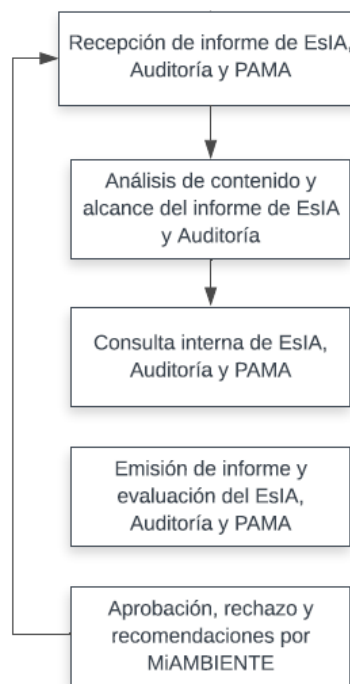 Recepción de informe de EsIA,
Auditoría y PAMA
Análisis de contenido y
alcance del informe de EsIA
y Auditoría
Consulta interna de EsIA,
Auditoría y PAMA
Emisión de informe y
evaluación del EsIA,
Auditoría y PAMA
Aprobación, rechazo y
recomendaciones por
MiAMBIENTE